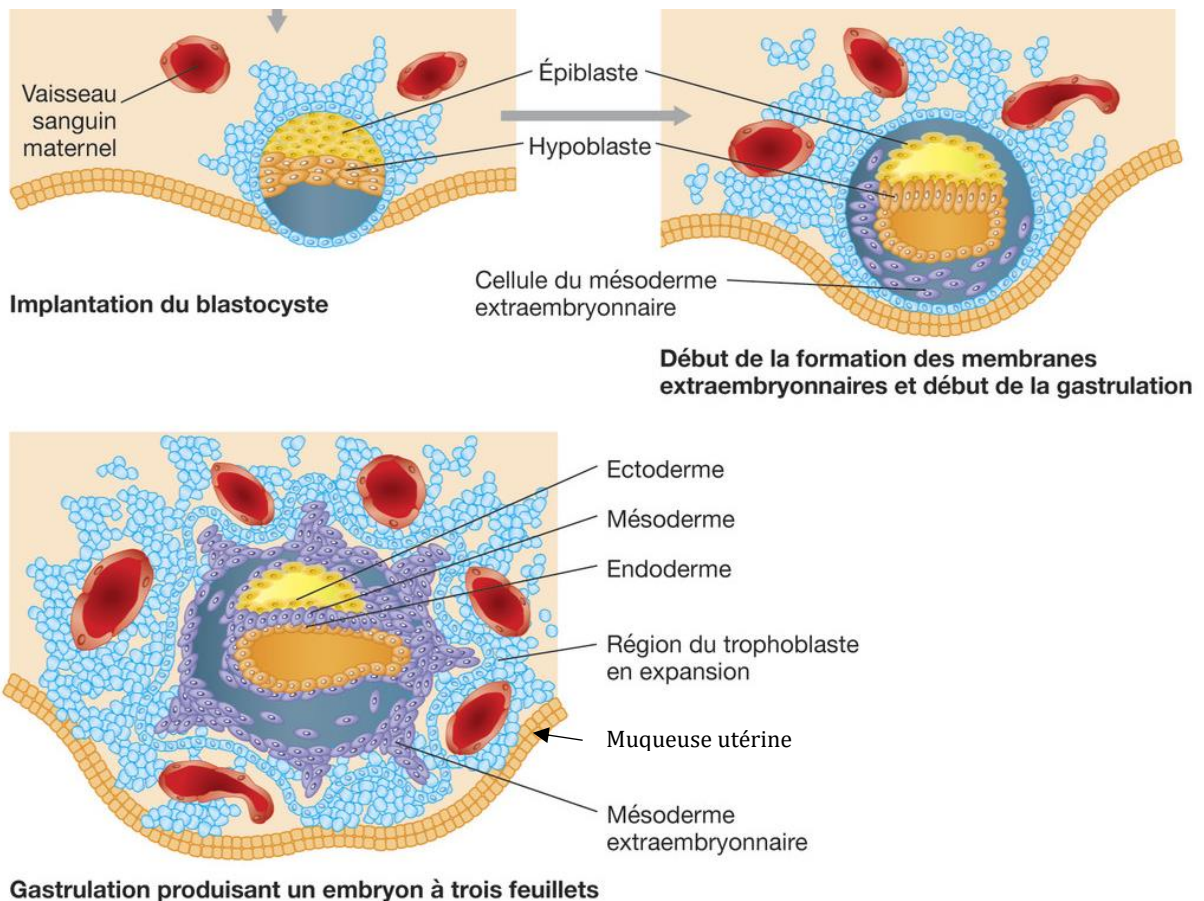 Vaisseau
sanguin
maternel
Épiblaste
Hypoblaste
Cellule du mésoderme
extraembryonnaire
Implantation du blastocyste
Début de la formation des membranes
extraembryonnaires et début de la gastrulation
Ectoderme
Mésoderme
Endoderme
Région du trophoblaste
en expansion
Muqueuse utérine
Mésoderme
extraembryonnaire
Gastrulation produisant un embryon à trois feuillets